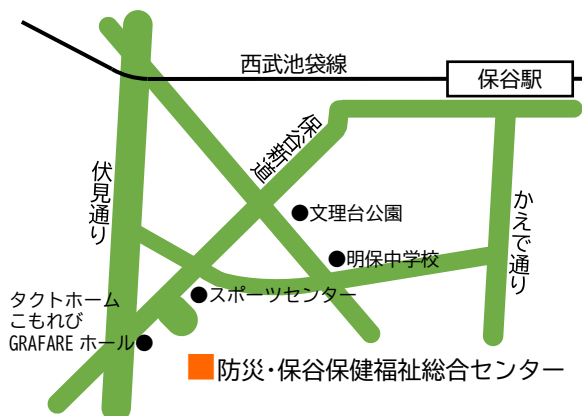 西武池袋線
保谷駅
保谷新道
伏見通り
かえで通り
●文理台公園
●明保中学校
●スポーツセンター
タクトホーム
こもれび
GRAFARE ホール●
■防災・保谷保健福祉総合センター